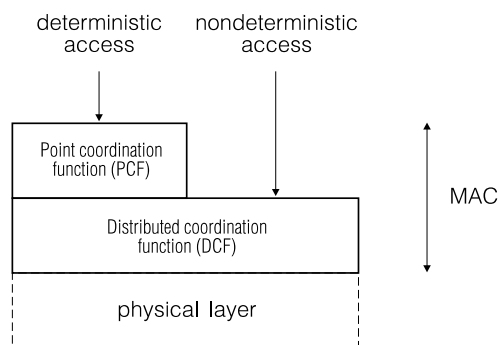 deterministic
access
nondeterministic
access
Point coordination
function (PCF)
MAC
Distributed coordination
function (DCF)
physical layer